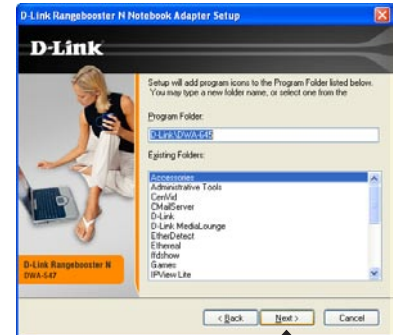 D-Link Rangebooster N Notebook Adapter Setup
D-Link
Setup will add program icons to the Program Folder listed below.
You may type a new folder name, or select one from the
Program Folder:
D-Link\DWA-645
Existing Folders:
Accessories
Administrative Tools
CenVid
CMailServer
D-Link
D-Link MediaLounge
EtherDetect
Ethereal
ffdshow
Games
IPView Lite
D-Link Rangebooster N
DWA-647
< Back
Next >
Cancel